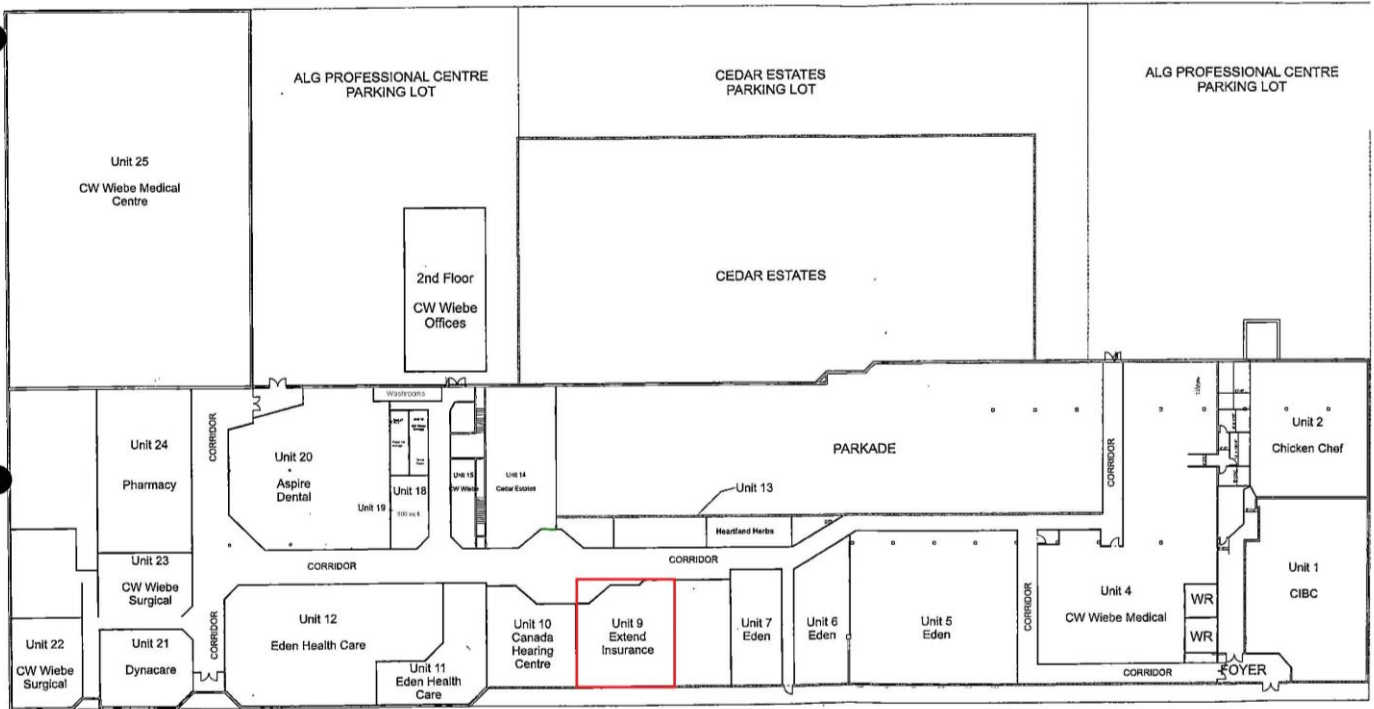 ALG PROFESSIONAL CENTRE
PARKING LOT
CEDAR ESTATES
PARKING LOT
ALG PROFESSIONAL CENTRE
PARKING LOT
Unit 25
CW Wiebe Medical
Centre
2nd Floor
CW Wiebe
Offices
CEDAR ESTATES
Washrooms
Unit 24
Pharmacy
CORRIDOR
Unit 20
Aspire
Dental
Unit 19
Unit 18
500 sq ft
Unit 15
CW Wiebe
Unit 14
Cedar Estates
PARKADE
Unit 13
Heartland Herbs
CORRIDOR
Unit 2
Chicken Chef
Unit 23
CW Wiebe
Surgical
CORRIDOR
CORRIDOR
Unit 1
CIBC
Unit 22
CW Wiebe
Surgical
Unit 21
Dynacare
CORRIDOR
Unit 12
Eden Health Care
Unit 11
Eden Health
Care
Unit 10
Canada
Hearing
Centre
Unit 9
Extend
Insurance
Unit 7
Eden
Unit 6
Eden
Unit 5
Eden
CORRIDOR
Unit 4
CW Wiebe Medical
WR
WR
CORRIDOR
FOYER